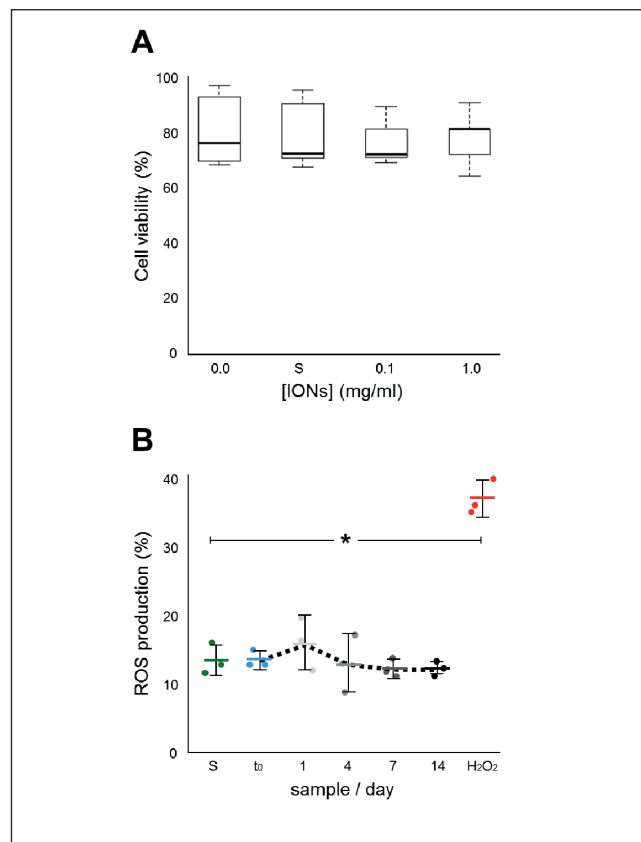 A
100
80
60
40
20
0
Cell viability (%)
0.0 S 0.1 1.0
[IONs] (mg/ml)
B
40
30
20
10
0
ROS production (%)
*
S t₀ 1 4 7 14 H₂O₂
sample / day